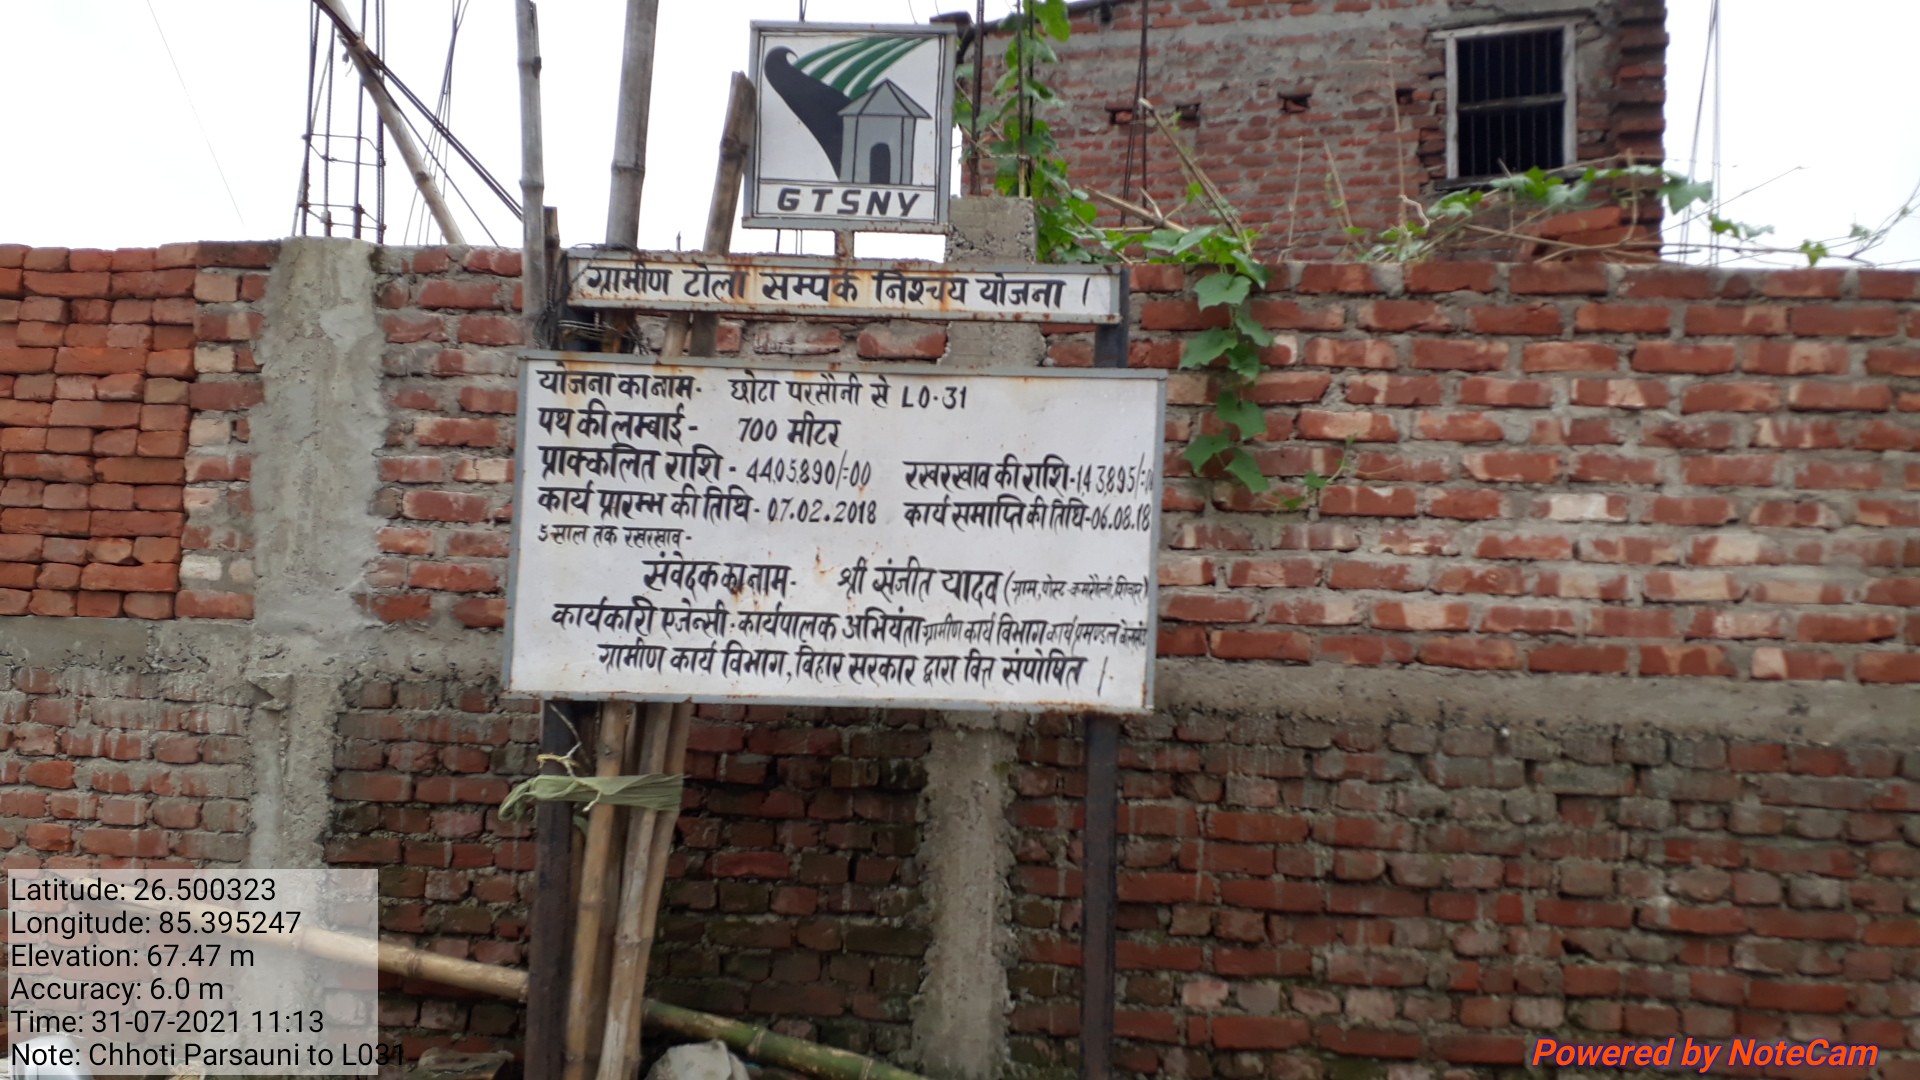 GTSNY
ग्रामीण टोला सम्पर्क निश्चय योजना ।
योजना का नाम- छोटा परसौनी से L0-31
पथ की लम्बाई- 700 मीटर
प्राक्कलित राशि - 4405890/=00 रखरखाव की राशि-143895/=
कार्य प्रारम्भ की तिथि- 07.02.2018 कार्य समाप्ति की तिथि-06.08.18
5 साल तक रखरखाव-
संवेदक का नाम- श्री संजीत यादव (ग्राम, पोस्ट-
कार्यकारी एजेन्सी:कार्यपालक अभियंता ग्रामीण कार्य विभाग कार्य प्रमण्डल
ग्रामीण कार्य विभाग, बिहार सरकार द्वारा वित्त संपोषित ।
Latitude: 26.500323
Longitude: 85.395247
Elevation: 67.47 m
Accuracy: 6.0 m
Time: 31-07-2021 11:13
Note: Chhoti Parsauni to L031
Powered by NoteCam